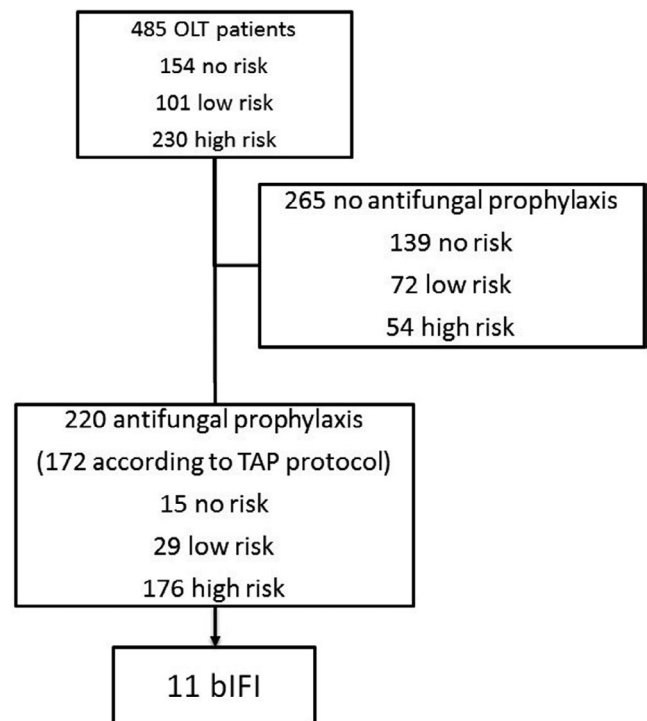 485 OLT patients
154 no risk
101 low risk
230 high risk
265 no antifungal prophylaxis
139 no risk
72 low risk
54 high risk
220 antifungal prophylaxis
(172 according to TAP protocol)
15 no risk
29 low risk
176 high risk
11 bIFI